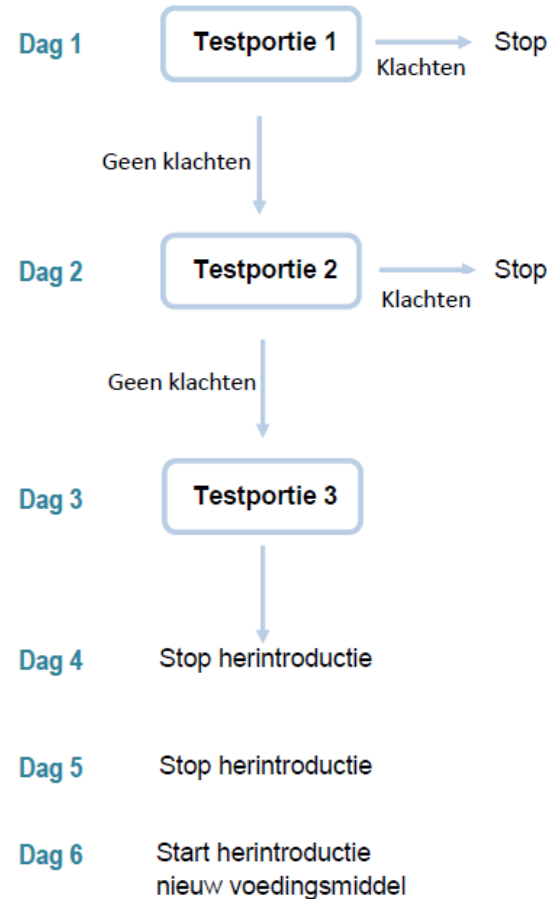 Dag 1 Testportie 1 Stop
Klachten
Geen klachten
Dag 2 Testportie 2 Stop
Klachten
Geen klachten
Dag 3 Testportie 3
Dag 4 Stop herintroductie
Dag 5 Stop herintroductie
Dag 6 Start herintroductie
nieuw voedingsmiddel